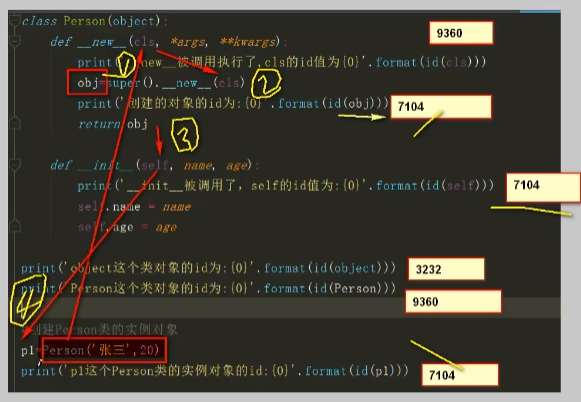 class Person(object):
def __new__(cls, *args, **kwargs): 9360
print('__new__被调用执行了,cls的id值为{0}'.format(id(cls)))
obj=super().__new__(cls)
print('创建的对象的id为:{0}'.format(id(obj))) 7104
return obj
1
2
3
def __init__(self, name, age):
print('__init__被调用了，self的id值为:{0}'.format(id(self))) 7104
self.name = name
self.age = age
print('object这个类对象的id为:{0}'.format(id(object))) 3232
print('Person这个类对象的id为:{0}'.format(id(Person))) 9360
4
#创建Person类的实例对象
p1=Person('张三',20)
print('p1这个Person类的实例对象的id:{0}'.format(id(p1))) 7104